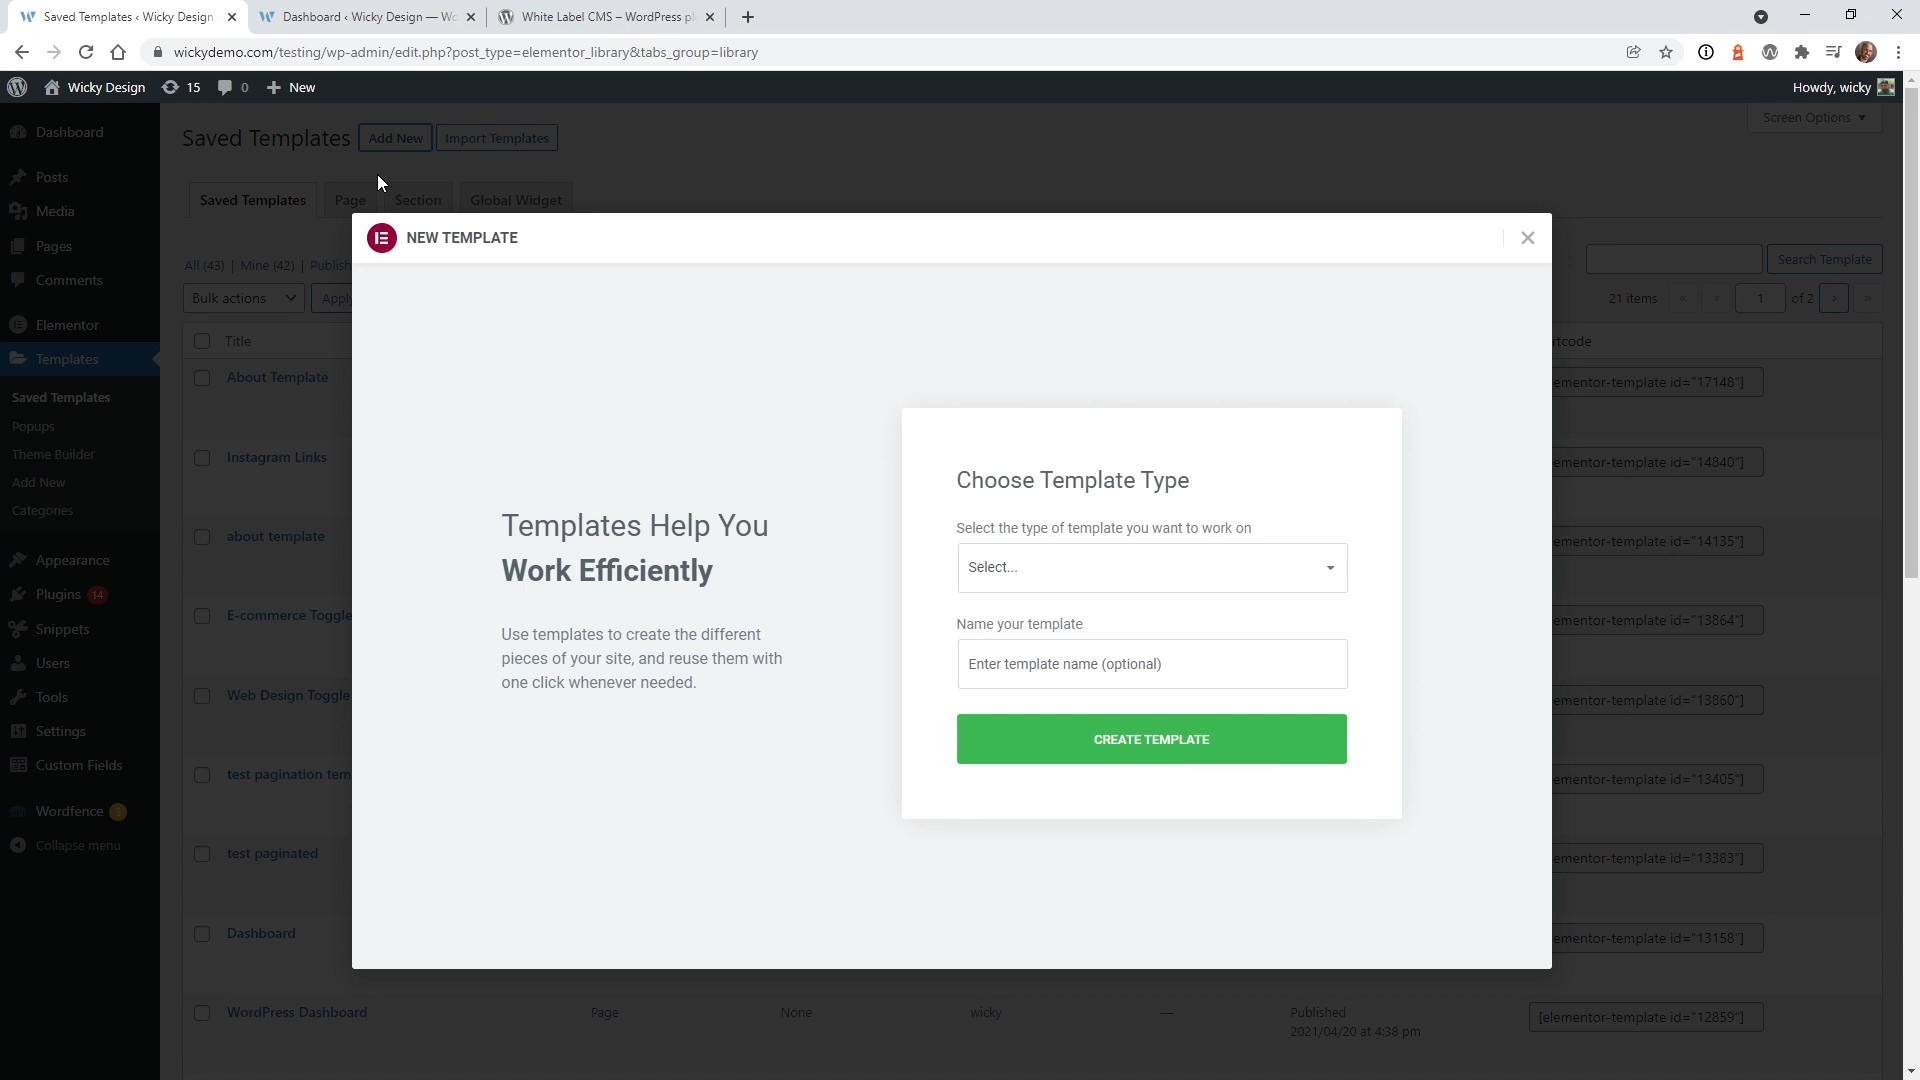 Saved Templates ‹ Wicky Design
Dashboard ‹ Wicky Design — Wo
White Label CMS – WordPress pl
wickydemo.com/testing/wp-admin/edit.php?post_type=elementor_library&tabs_group=library
Wicky Design 15 0 New
Howdy, wicky
Dashboard
Posts
Media
Pages
Comments
Elementor
Templates
Saved Templates
Popups
Theme Builder
Add New
Categories
Appearance
Plugins 14
Snippets
Users
Tools
Settings
Custom Fields
Wordfence 3
Collapse menu
Saved Templates Add New Import Templates
Screen Options
Saved Templates Page Section Global Widget
All (43) | Mine (42) | Publish
Search Template
Bulk actions Apply
21 items « ‹ 1 of 2 › »
Title
rtcode
About Template
ementor-template id="17148"]
Instagram Links
ementor-template id="14840"]
about template
ementor-template id="14135"]
E-commerce Toggle
ementor-template id="13864"]
Web Design Toggle
ementor-template id="13860"]
test pagination tem
ementor-template id="13405"]
test paginated
ementor-template id="13383"]
Dashboard
ementor-template id="13158"]
WordPress Dashboard Page None wicky — Published
2021/04/20 at 4:38 pm
[elementor-template id="12859"]
NEW TEMPLATE
Templates Help You
Work Efficiently
Use templates to create the different
pieces of your site, and reuse them with
one click whenever needed.
Choose Template Type
Select the type of template you want to work on
Select...
Name your template
Enter template name (optional)
CREATE TEMPLATE